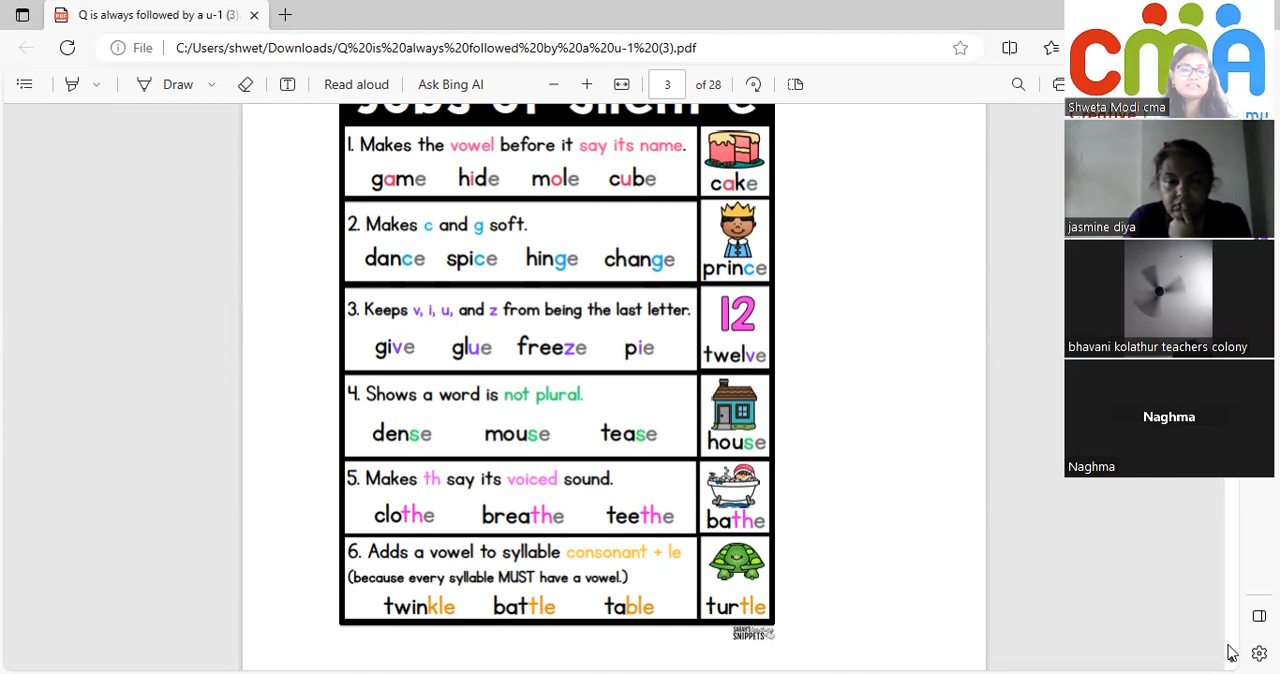 Q is always followed by a u-1 (3).
File
C:/Users/shwet/Downloads/Q%20is%20always%20followed%20by%20a%20u-1%20(3).pdf
Draw
Read aloud
Ask Bing AI
3
of 28
Jobs of Silent e
1. Makes the vowel before it say its name.
game hide mole cube
cake
2. Makes c and g soft.
dance spice hinge change
prince
3. Keeps v, i, u, and z from being the last letter.
give glue freeze pie
12
twelve
4. Shows a word is not plural.
dense mouse tease
house
5. Makes th say its voiced sound.
clothe breathe teethe
bathe
6. Adds a vowel to syllable consonant + le
(because every syllable MUST have a vowel.)
twinkle battle table
turtle
SNIPPETS
cmA
Shweta Modi cma
jasmine diya
bhavani kolathur teachers colony
Naghma
Naghma